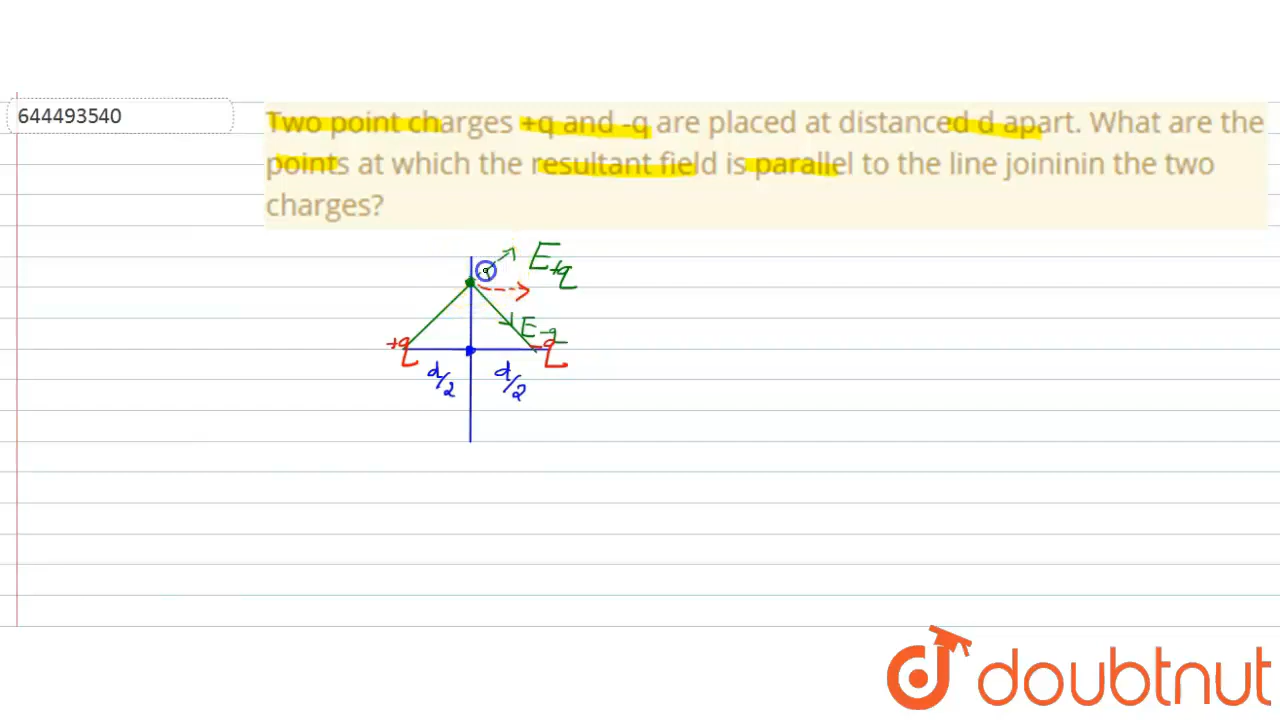 644493540
Two point charges +q and -q are placed at distanced d apart. What are the
points at which the resultant field is parallel to the line joininin the two
charges?
E+q
E-q
+q
-q
d/2
d/2
doubtnut